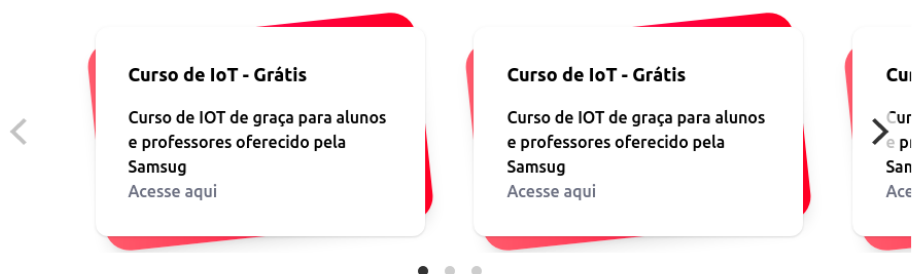 Curso de IoT - Grátis
Curso de IOT de graça para alunos
e professores oferecido pela
Samsug
Acesse aqui
Curso de IoT - Grátis
Curso de IOT de graça para alunos
e professores oferecido pela
Samsug
Acesse aqui